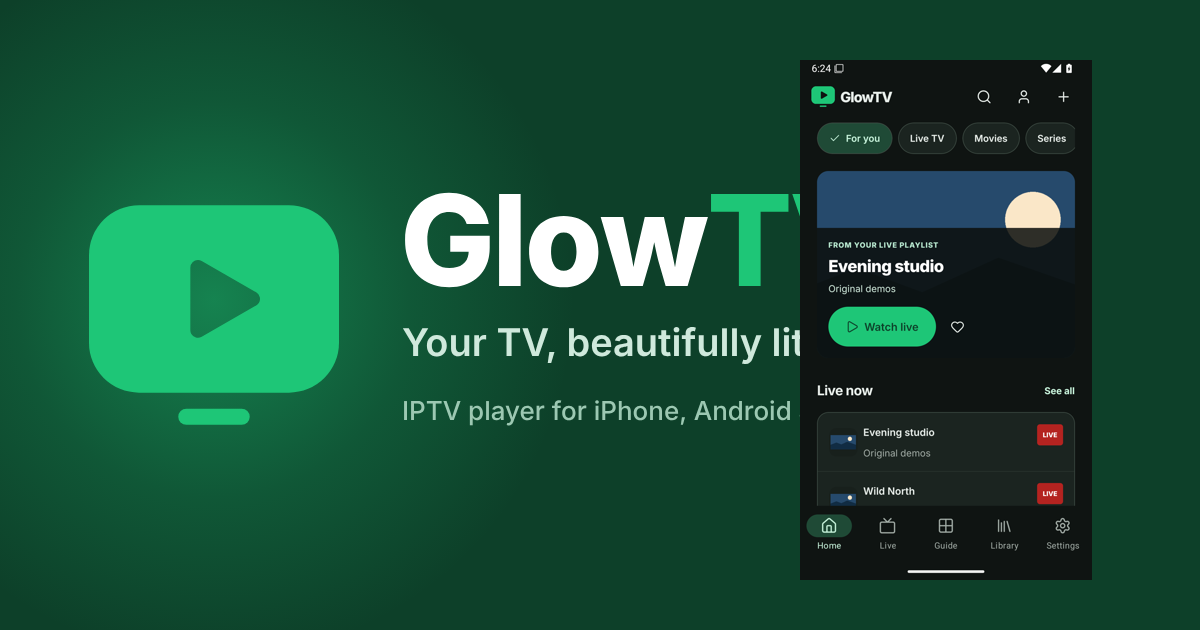 GlowT
Your TV, beautifully lit
IPTV player for iPhone, Android
6:24
GlowTV
For you
Live TV
Movies
Series
FROM YOUR LIVE PLAYLIST
Evening studio
Original demos
Watch live
Live now
See all
Evening studio
LIVE
Original demos
Wild North
LIVE
Home
Live
Guide
Library
Settings